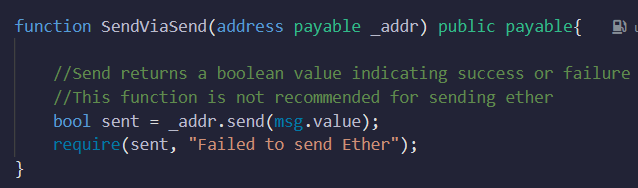 function SendViaSend(address payable _addr) public payable{
//Send returns a boolean value indicating success or failure
//This function is not recommended for sending ether
bool sent = _addr.send(msg.value);
require(sent, "Failed to send Ether");
}